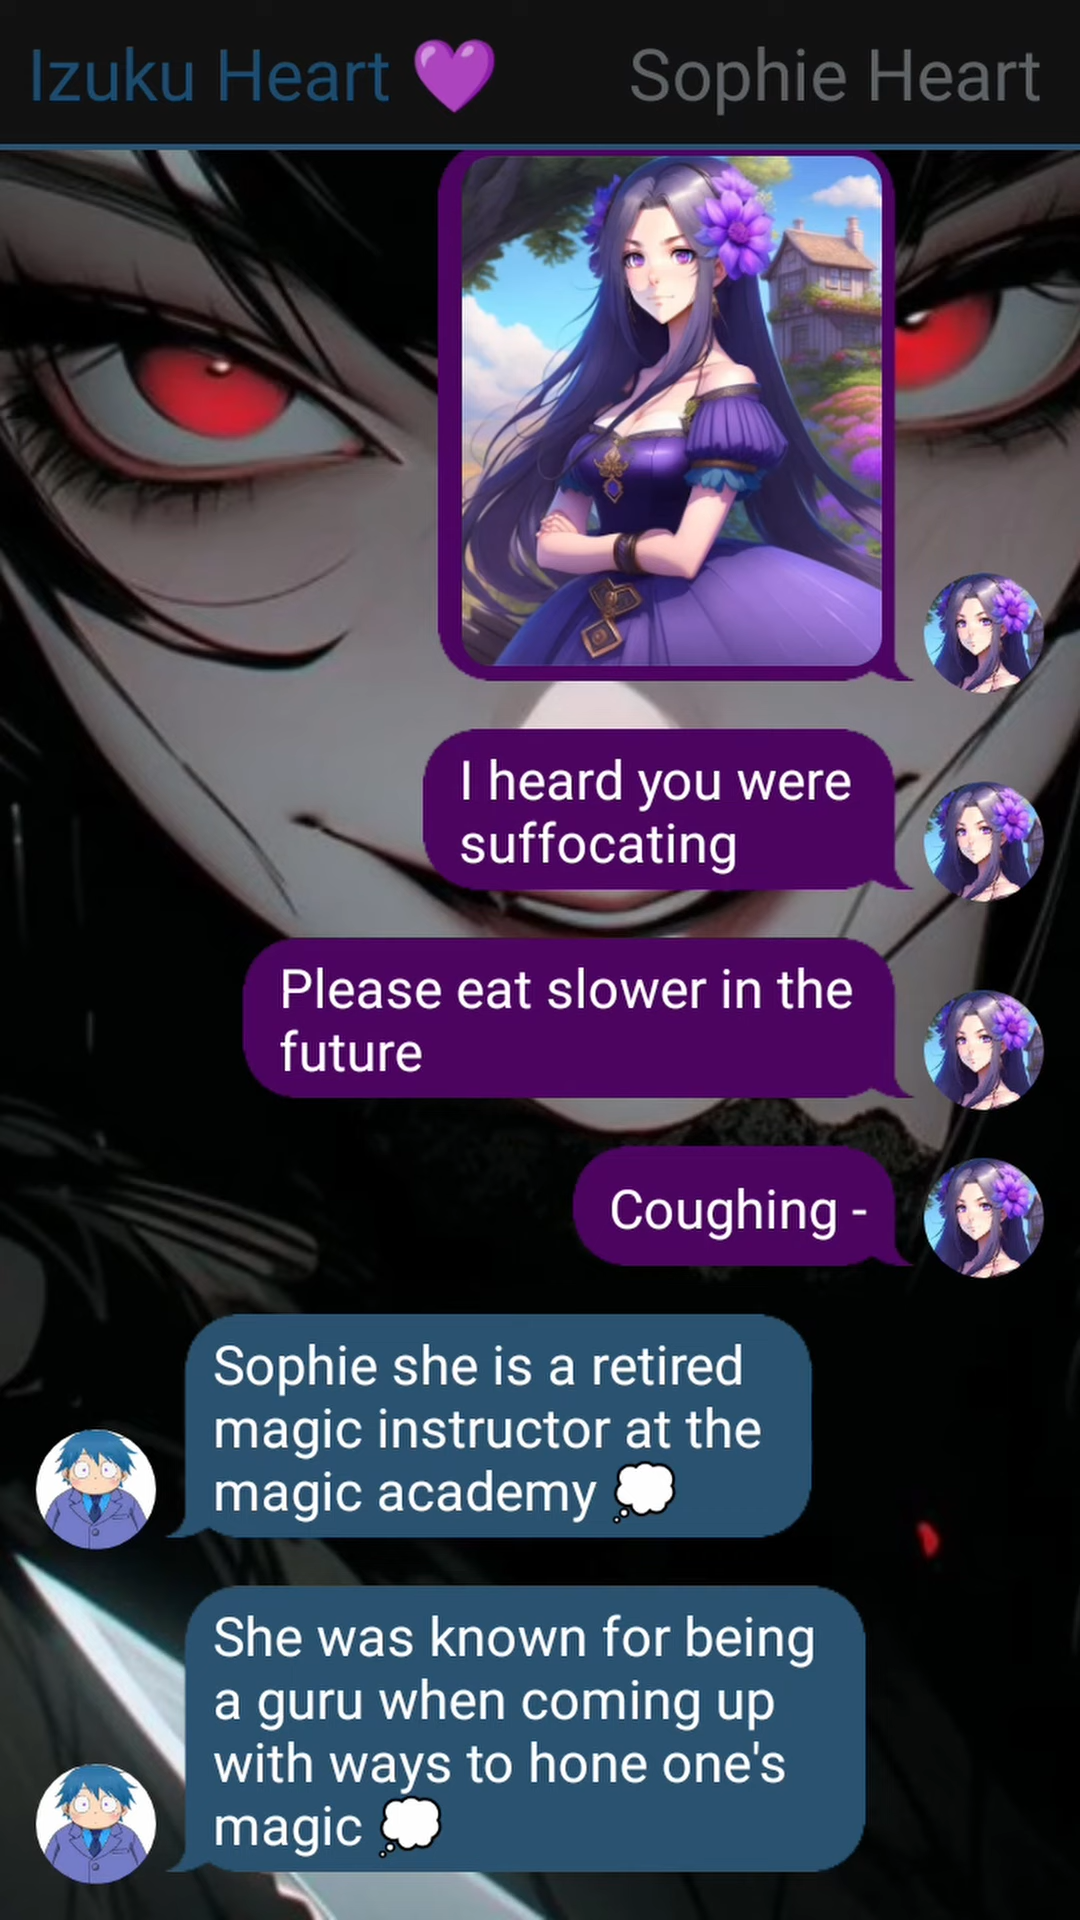 Izuku Heart 💜 Sophie Heart
I heard you were
suffocating
Please eat slower in the
future
Coughing -
Sophie she is a retired
magic instructor at the
magic academy 💭
She was known for being
a guru when coming up
with ways to hone one's
magic 💭